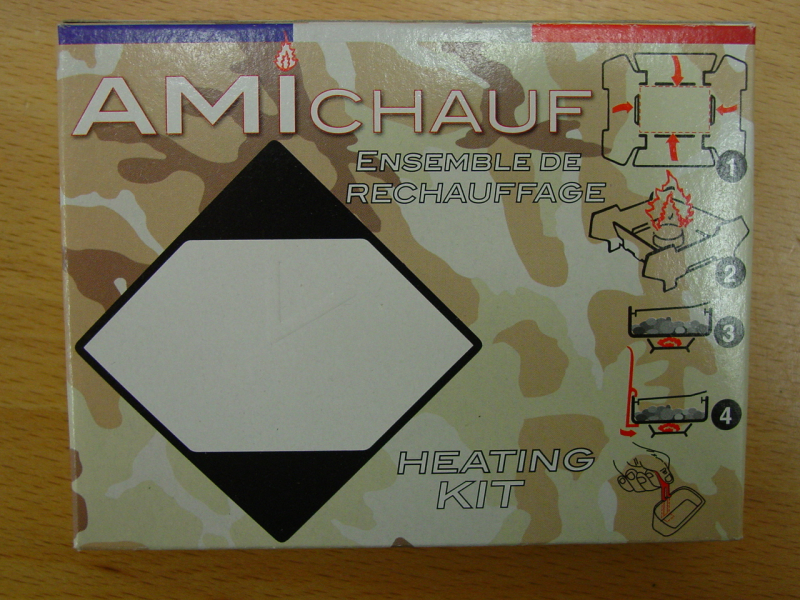 AMiCHAUF
ENSEMBLE DE
RECHAUFFAGE
1
2
3
4
HEATING
KIT